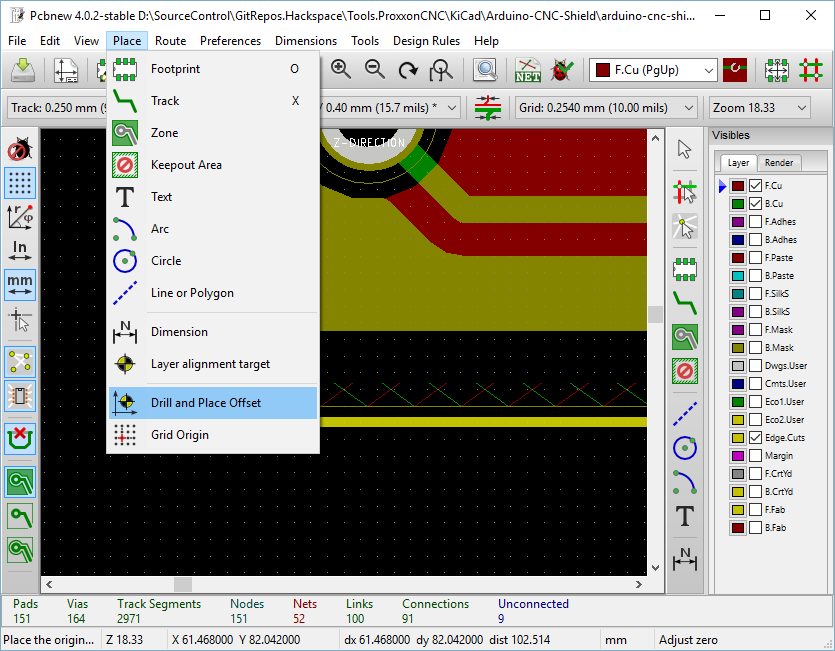 Pcbnew 4.0.2-stable D:\SourceControl\GitRepos.Hackspace\Tools.ProxxonCNC\KiCad\Arduino-CNC-Shield\arduino-cnc-shi...
File Edit View Place Route Preferences Dimensions Tools Design Rules Help
NET
F.Cu (PgUp)
Track: 0.250 mm (9
/ 0.40 mm (15.7 mils) *
Grid: 0.2540 mm (10.00 mils)
Zoom 18.33
Footprint O
Track X
Zone
Keepout Area
Text
Arc
Circle
Line or Polygon
Dimension
Layer alignment target
Drill and Place Offset
Grid Origin
In
mm
Z-DIRECTION
Visibles
Layer Render
F.Cu
B.Cu
F.Adhes
B.Adhes
F.Paste
B.Paste
F.SilkS
B.SilkS
F.Mask
B.Mask
Dwgs.User
Cmts.User
Eco1.User
Eco2.User
Edge.Cuts
Margin
F.CrtYd
B.CrtYd
F.Fab
B.Fab
Pads Vias Track Segments Nodes Nets Links Connections Unconnected
151 164 2971 151 52 100 91 9
Place the origin... Z 18.33 X 61.468000 Y 82.042000 dx 61.468000 dy 82.042000 dist 102.514 mm Adjust zero